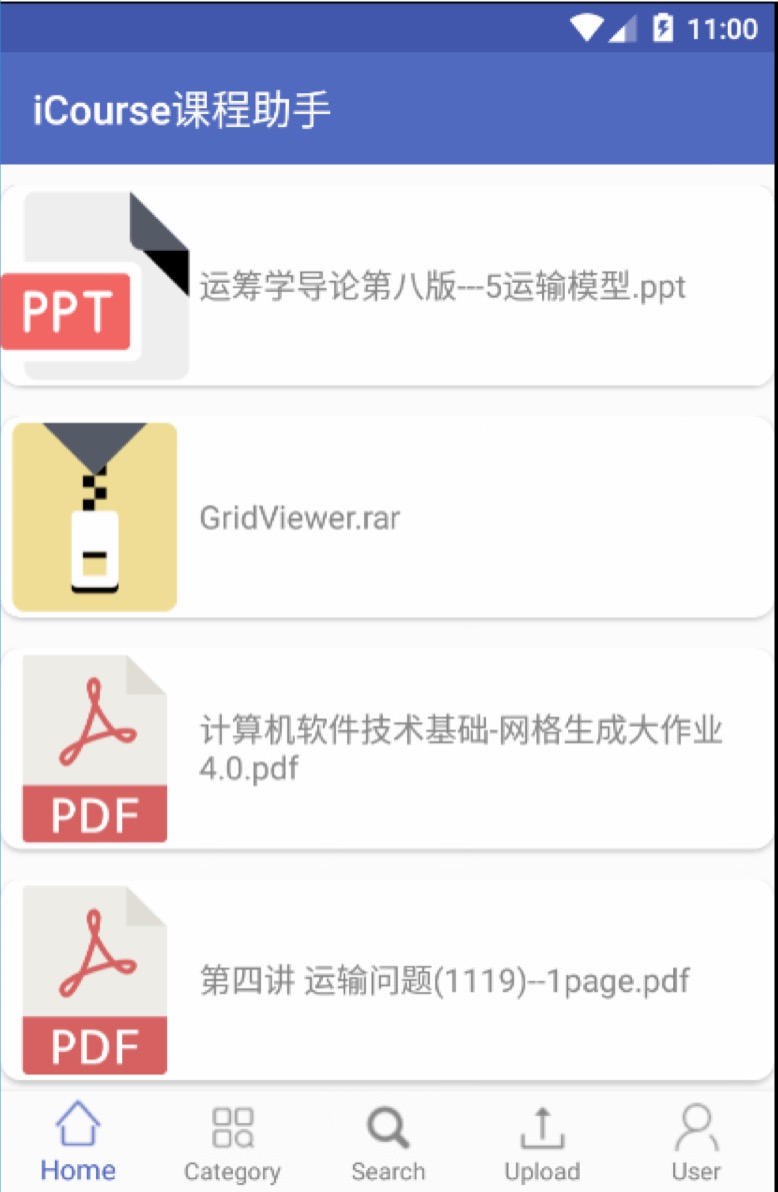 11:00
iCourse课程助手
PPT
运筹学导论第八版---5运输模型.ppt
GridViewer.rar
PDF
计算机软件技术基础-网格生成大作业
4.0.pdf
PDF
第四讲 运输问题(1119)--1page.pdf
Home
Category
Search
Upload
User